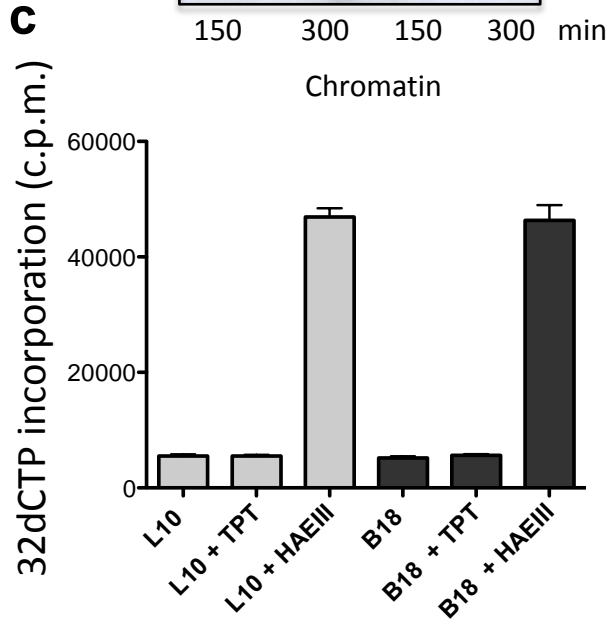 c
150 300 150 300 min
Chromatin
32dCTP incorporation (c.p.m.)
60000
40000
20000
0
L10
L10 + TPT
L10 + HAEIII
B18
B18 + TPT
B18 + HAEIII